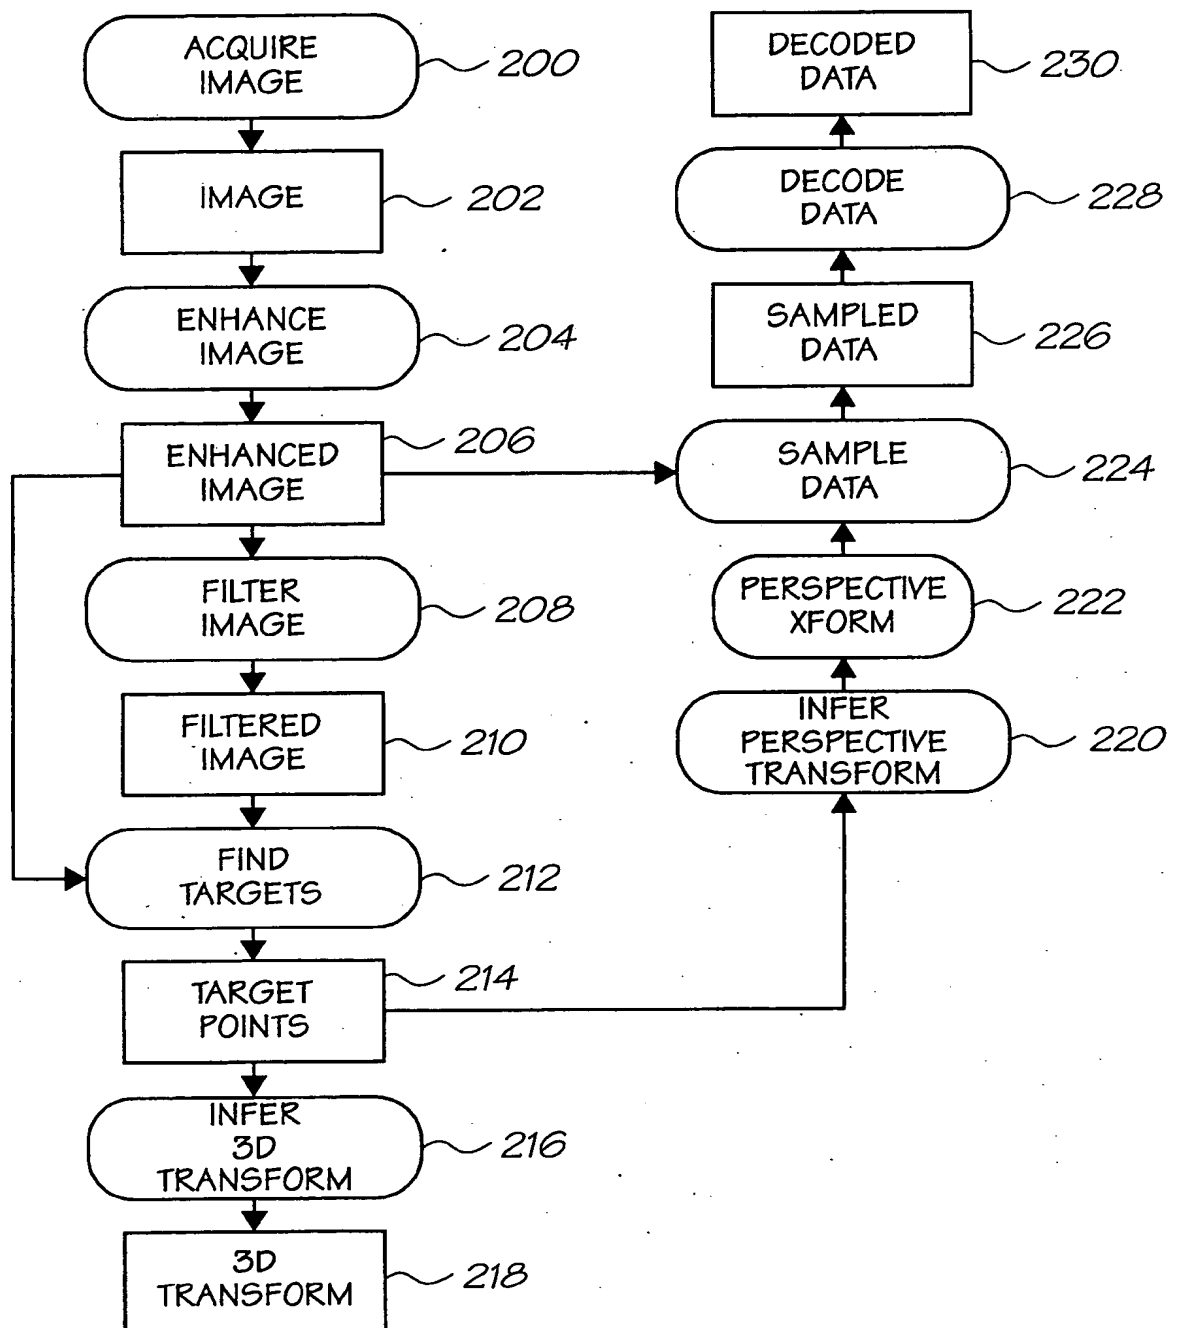 ACQUIRE
IMAGE
200
IMAGE
202
ENHANCE
IMAGE
204
ENHANCED
IMAGE
206
FILTER
IMAGE
208
FILTERED
IMAGE
210
FIND
TARGETS
212
TARGET
POINTS
214
INFER
3D
TRANSFORM
216
3D
TRANSFORM
218
DECODED
DATA
230
DECODE
DATA
228
SAMPLED
DATA
226
SAMPLE
DATA
224
PERSPECTIVE
XFORM
222
INFER
PERSPECTIVE
TRANSFORM
220